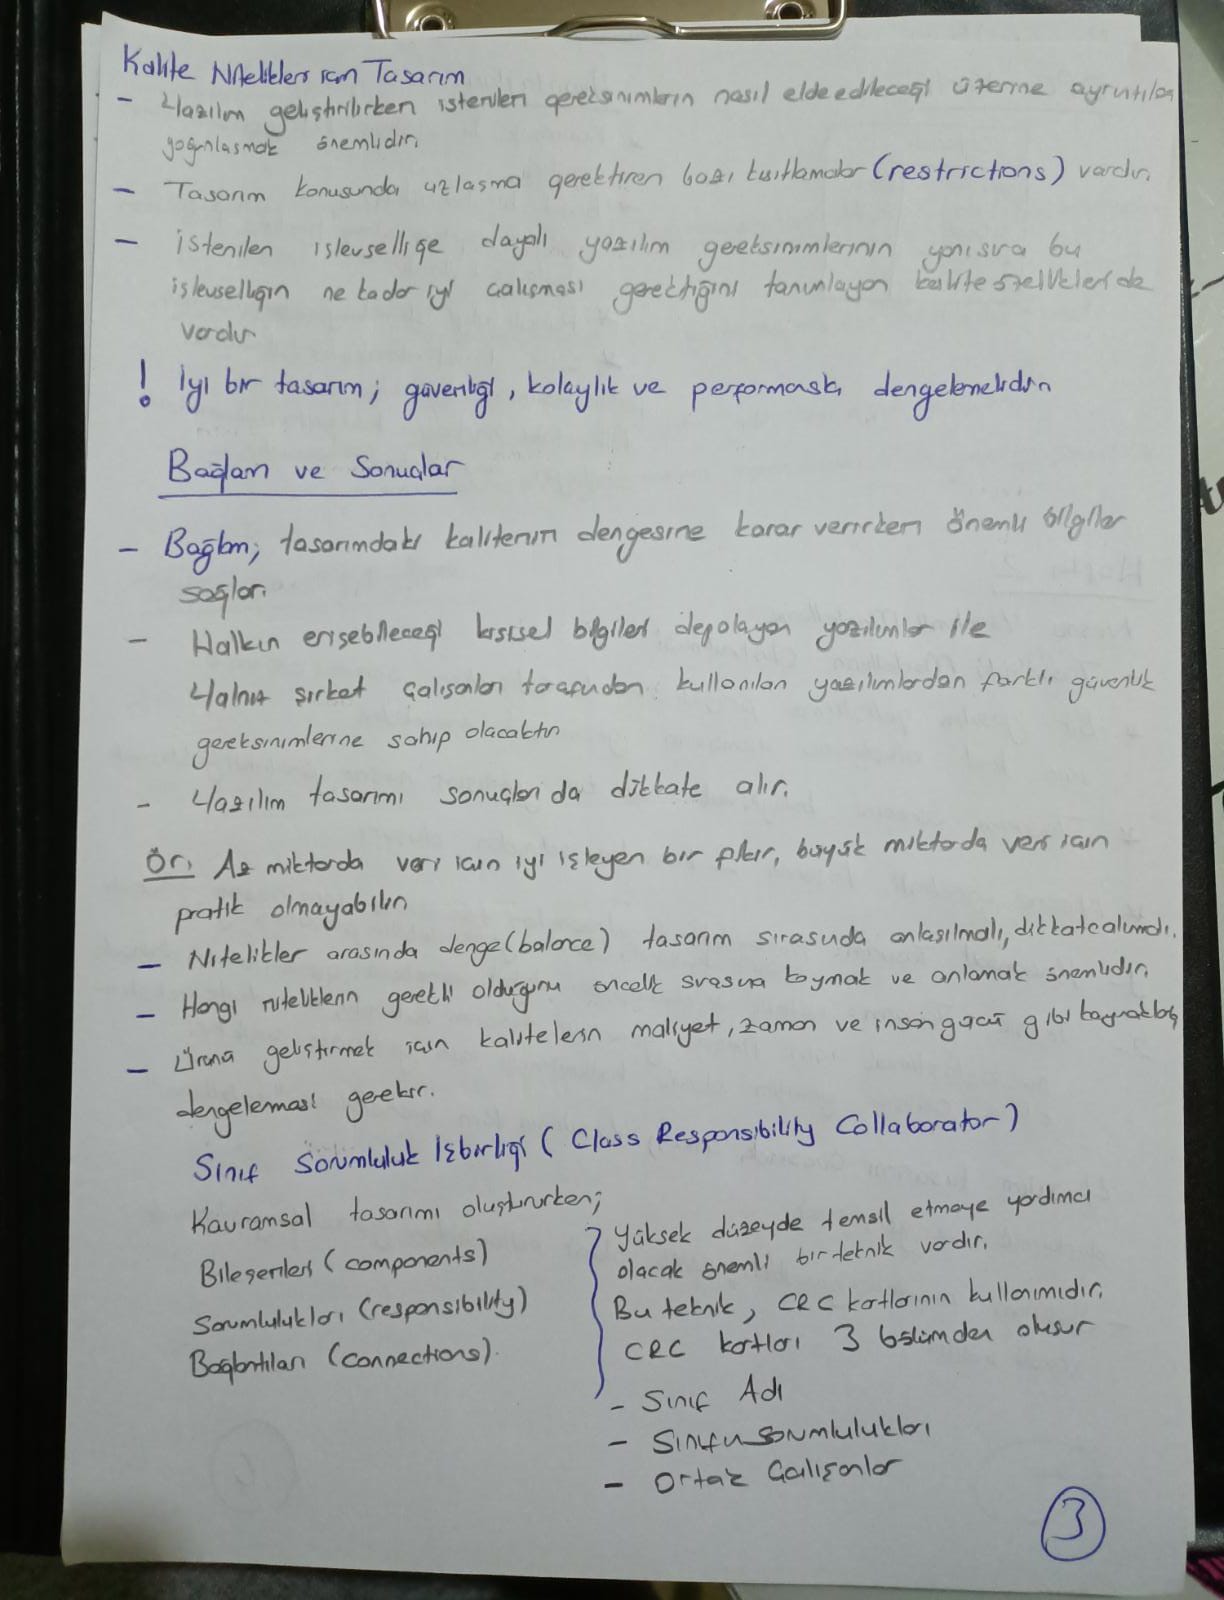 Kalite Nitelikleri için Tasarım
- Yazılım geliştirilirken istenilen gereksinimlerin nasıl elde edileceği üzerine ayrıntıları
yoğunlaşmak önemlidir.
- Tasarım konusunda uzlaşma gerektiren bazı kısıtlamalar (restrictions) vardır.
- İstenilen işlevselliğe dayalı yazılım gereksinimlerinin yanısıra bu
işlevselliğin ne kadar iyi çalışması gerektiğini tanımlayan kalite özellikleri de
vardır
! İyi bir tasarım; güvenliği, kolaylık ve performansla dengelemelidir
Bağlam ve Sonuçlar
- Bağlam; tasarımdaki kalitenin dengesine karar verirken önemli bilgiler
sağlar.
- Halkın erişebileceği kişisel bilgileri depolayan yazılımlar ile
Yalnız şirket çalışanları tarafından kullanılan yazılımlardan farklı güvenlik
gereksinimlerine sahip olacaktır
- Yazılım tasarımı sonuçları da dikkate alır.
Ör. Az miktarda veri için iyi işleyen bir fikir, büyük miktarda veri için
pratik olmayabilir
- Nitelikler arasında denge (balance) tasarım sırasında anlaşılmalı, dikkate alınmalı.
- Hangi niteliklerin gerekli olduğunu öncelik sırasına koymak ve anlamak önemlidir.
- Ürünü geliştirmek için kalitelerin maliyet, zaman ve insan gücü gibi kaynaklarla
dengelemesi gerekir.
Sınıf Sorumluluk İşbirliği (Class Responsibility Collaborator)
Kavramsal tasarımı oluştururken;
Bileşenleri (components)
Sorumlulukları (responsibility)
Bağlantıları (connections).
Yüksek düzeyde temsil etmeye yardımcı
olacak önemli bir teknik vardır.
Bu teknik, CRC kartlarının kullanımıdır.
CRC kartları 3 bölümden oluşur
- Sınıf Adı
- Sınıfın Sorumlulukları
- Ortak Çalışanlar
3